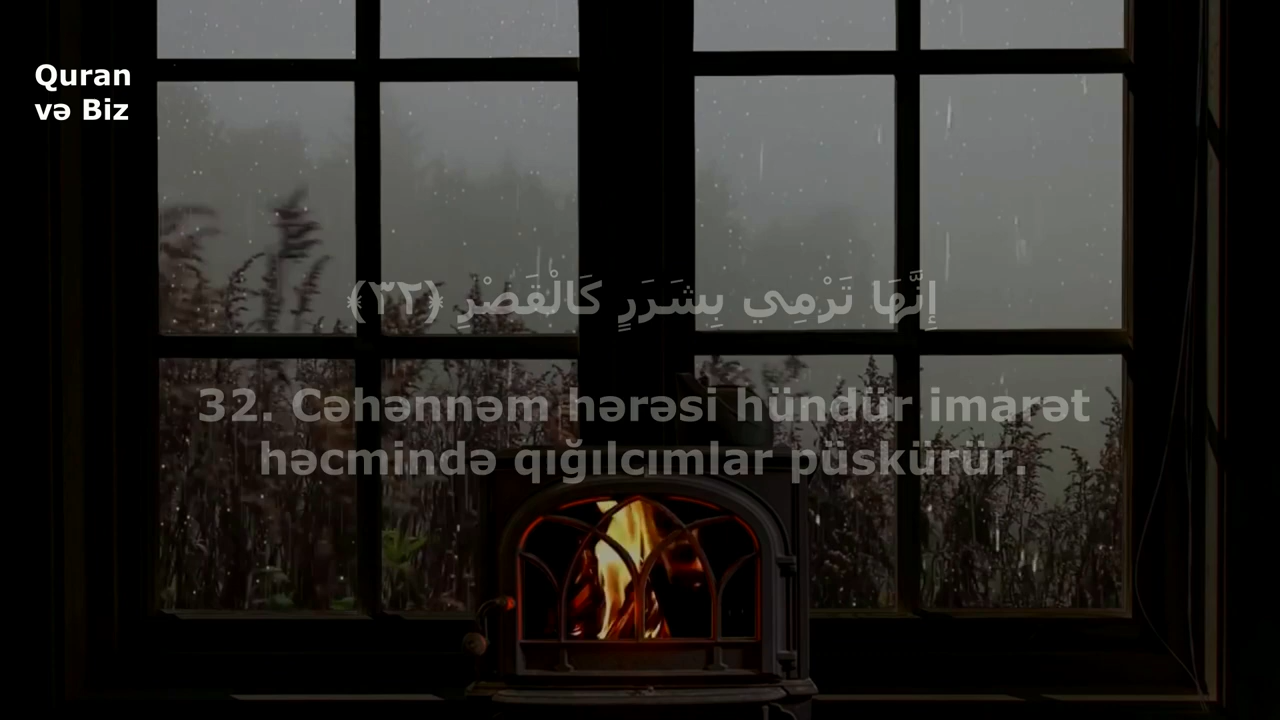 Quran
və Biz
إِنَّهَا تَرْمِي بِشَرَرٍ كَالْقَصْرِ ﴿٣٢﴾
32. Cəhənnəm hərəsi hündür imarət
həcmində qığılcımlar püskürür.